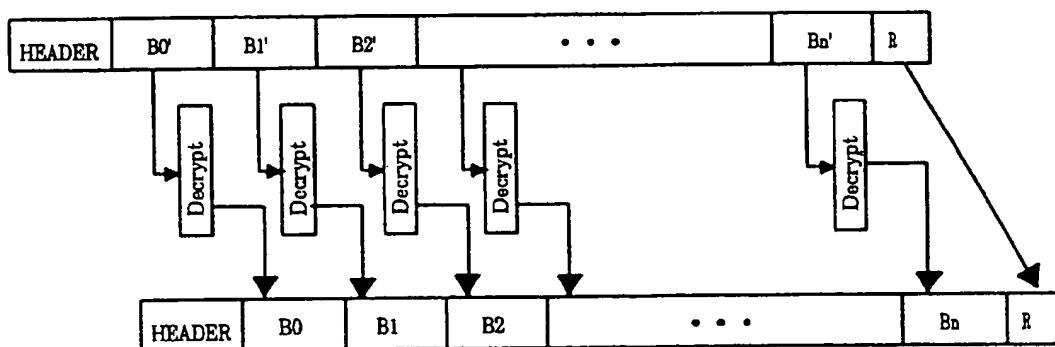 HEADER B0' B1' B2' • • • Bn' R
Decrypt Decrypt Decrypt Decrypt Decrypt
HEADER B0 B1 B2 • • • Bn R